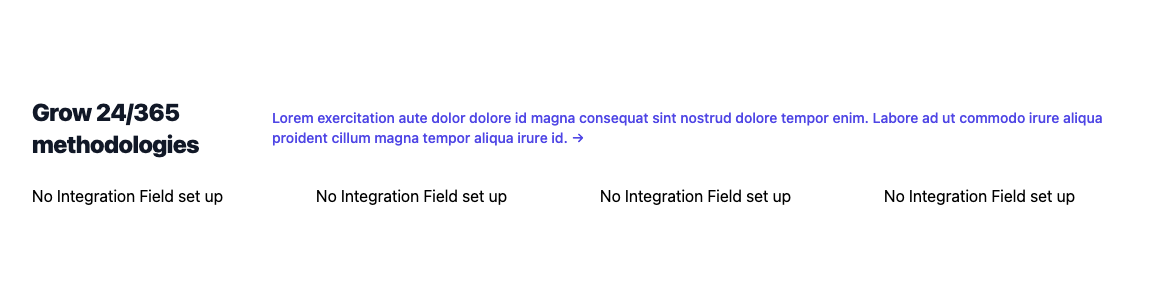 Grow 24/365
methodologies
Lorem exercitation aute dolor dolore id magna consequat sint nostrud dolore tempor enim. Labore ad ut commodo irure aliqua
proident cillum magna tempor aliqua irure id. →
No Integration Field set up No Integration Field set up No Integration Field set up No Integration Field set up